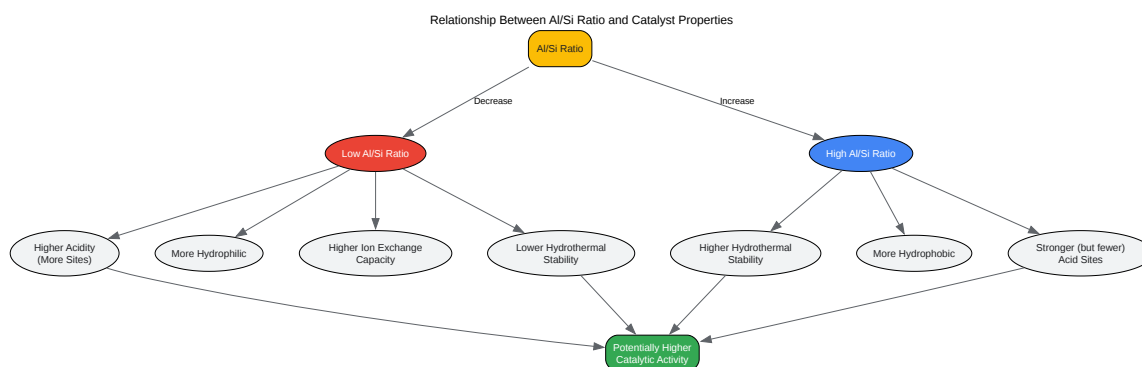 Relationship Between Al/Si Ratio and Catalyst Properties
Al/Si Ratio
Decrease
Increase
Low Al/Si Ratio
High Al/Si Ratio
Higher Acidity
(More Sites)
More Hydrophilic
Higher Ion Exchange
Capacity
Lower Hydrothermal
Stability
Higher Hydrothermal
Stability
More Hydrophobic
Stronger (but fewer)
Acid Sites
Potentially Higher
Catalytic Activity